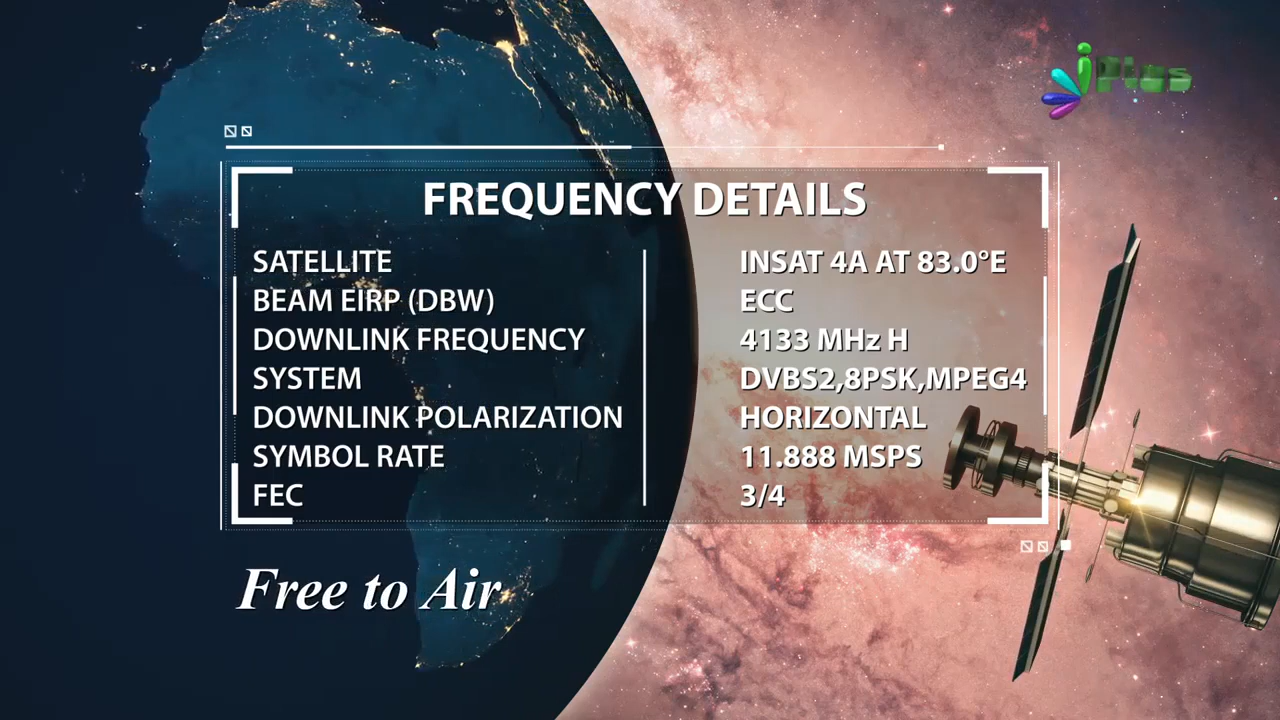 iPlus
FREQUENCY DETAILS
SATELLITE INSAT 4A AT 83.0°E
BEAM EIRP (DBW) ECC
DOWNLINK FREQUENCY 4133 MHz H
SYSTEM DVBS2,8PSK,MPEG4
DOWNLINK POLARIZATION HORIZONTAL
SYMBOL RATE 11.888 MSPS
FEC 3/4
Free to Air